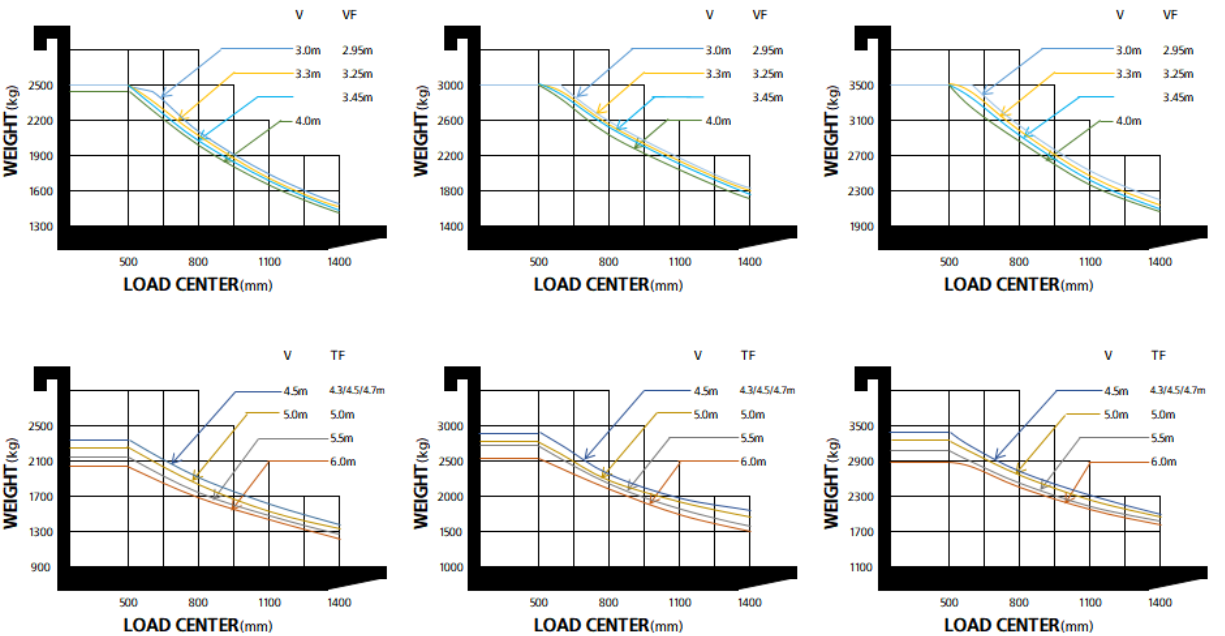 V VF
3.0m 2.95m
3.3m 3.25m
3.45m
4.0m
WEIGHT(kg)
2500
2200
1900
1600
1300
500 800 1100 1400
LOAD CENTER(mm)
V VF
3.0m 2.95m
3.3m 3.25m
3.45m
4.0m
WEIGHT(kg)
3000
2600
2200
1800
1400
500 800 1100 1400
LOAD CENTER(mm)
V VF
3.0m 2.95m
3.3m 3.25m
3.45m
4.0m
WEIGHT(kg)
3500
3100
2700
2300
1900
500 800 1100 1400
LOAD CENTER(mm)
V TF
4.5m 4.3/4.5/4.7m
5.0m 5.0m
5.5m
6.0m
WEIGHT(kg)
2500
2100
1700
1300
900
500 800 1100 1400
LOAD CENTER(mm)
V TF
4.5m 4.3/4.5/4.7m
5.0m 5.0m
5.5m
6.0m
WEIGHT(kg)
3000
2500
2000
1500
1000
500 800 1100 1400
LOAD CENTER(mm)
V TF
4.5m 4.3/4.5/4.7m
5.0m 5.0m
5.5m
6.0m
WEIGHT(kg)
3500
2900
2300
1700
1100
500 800 1100 1400
LOAD CENTER(mm)